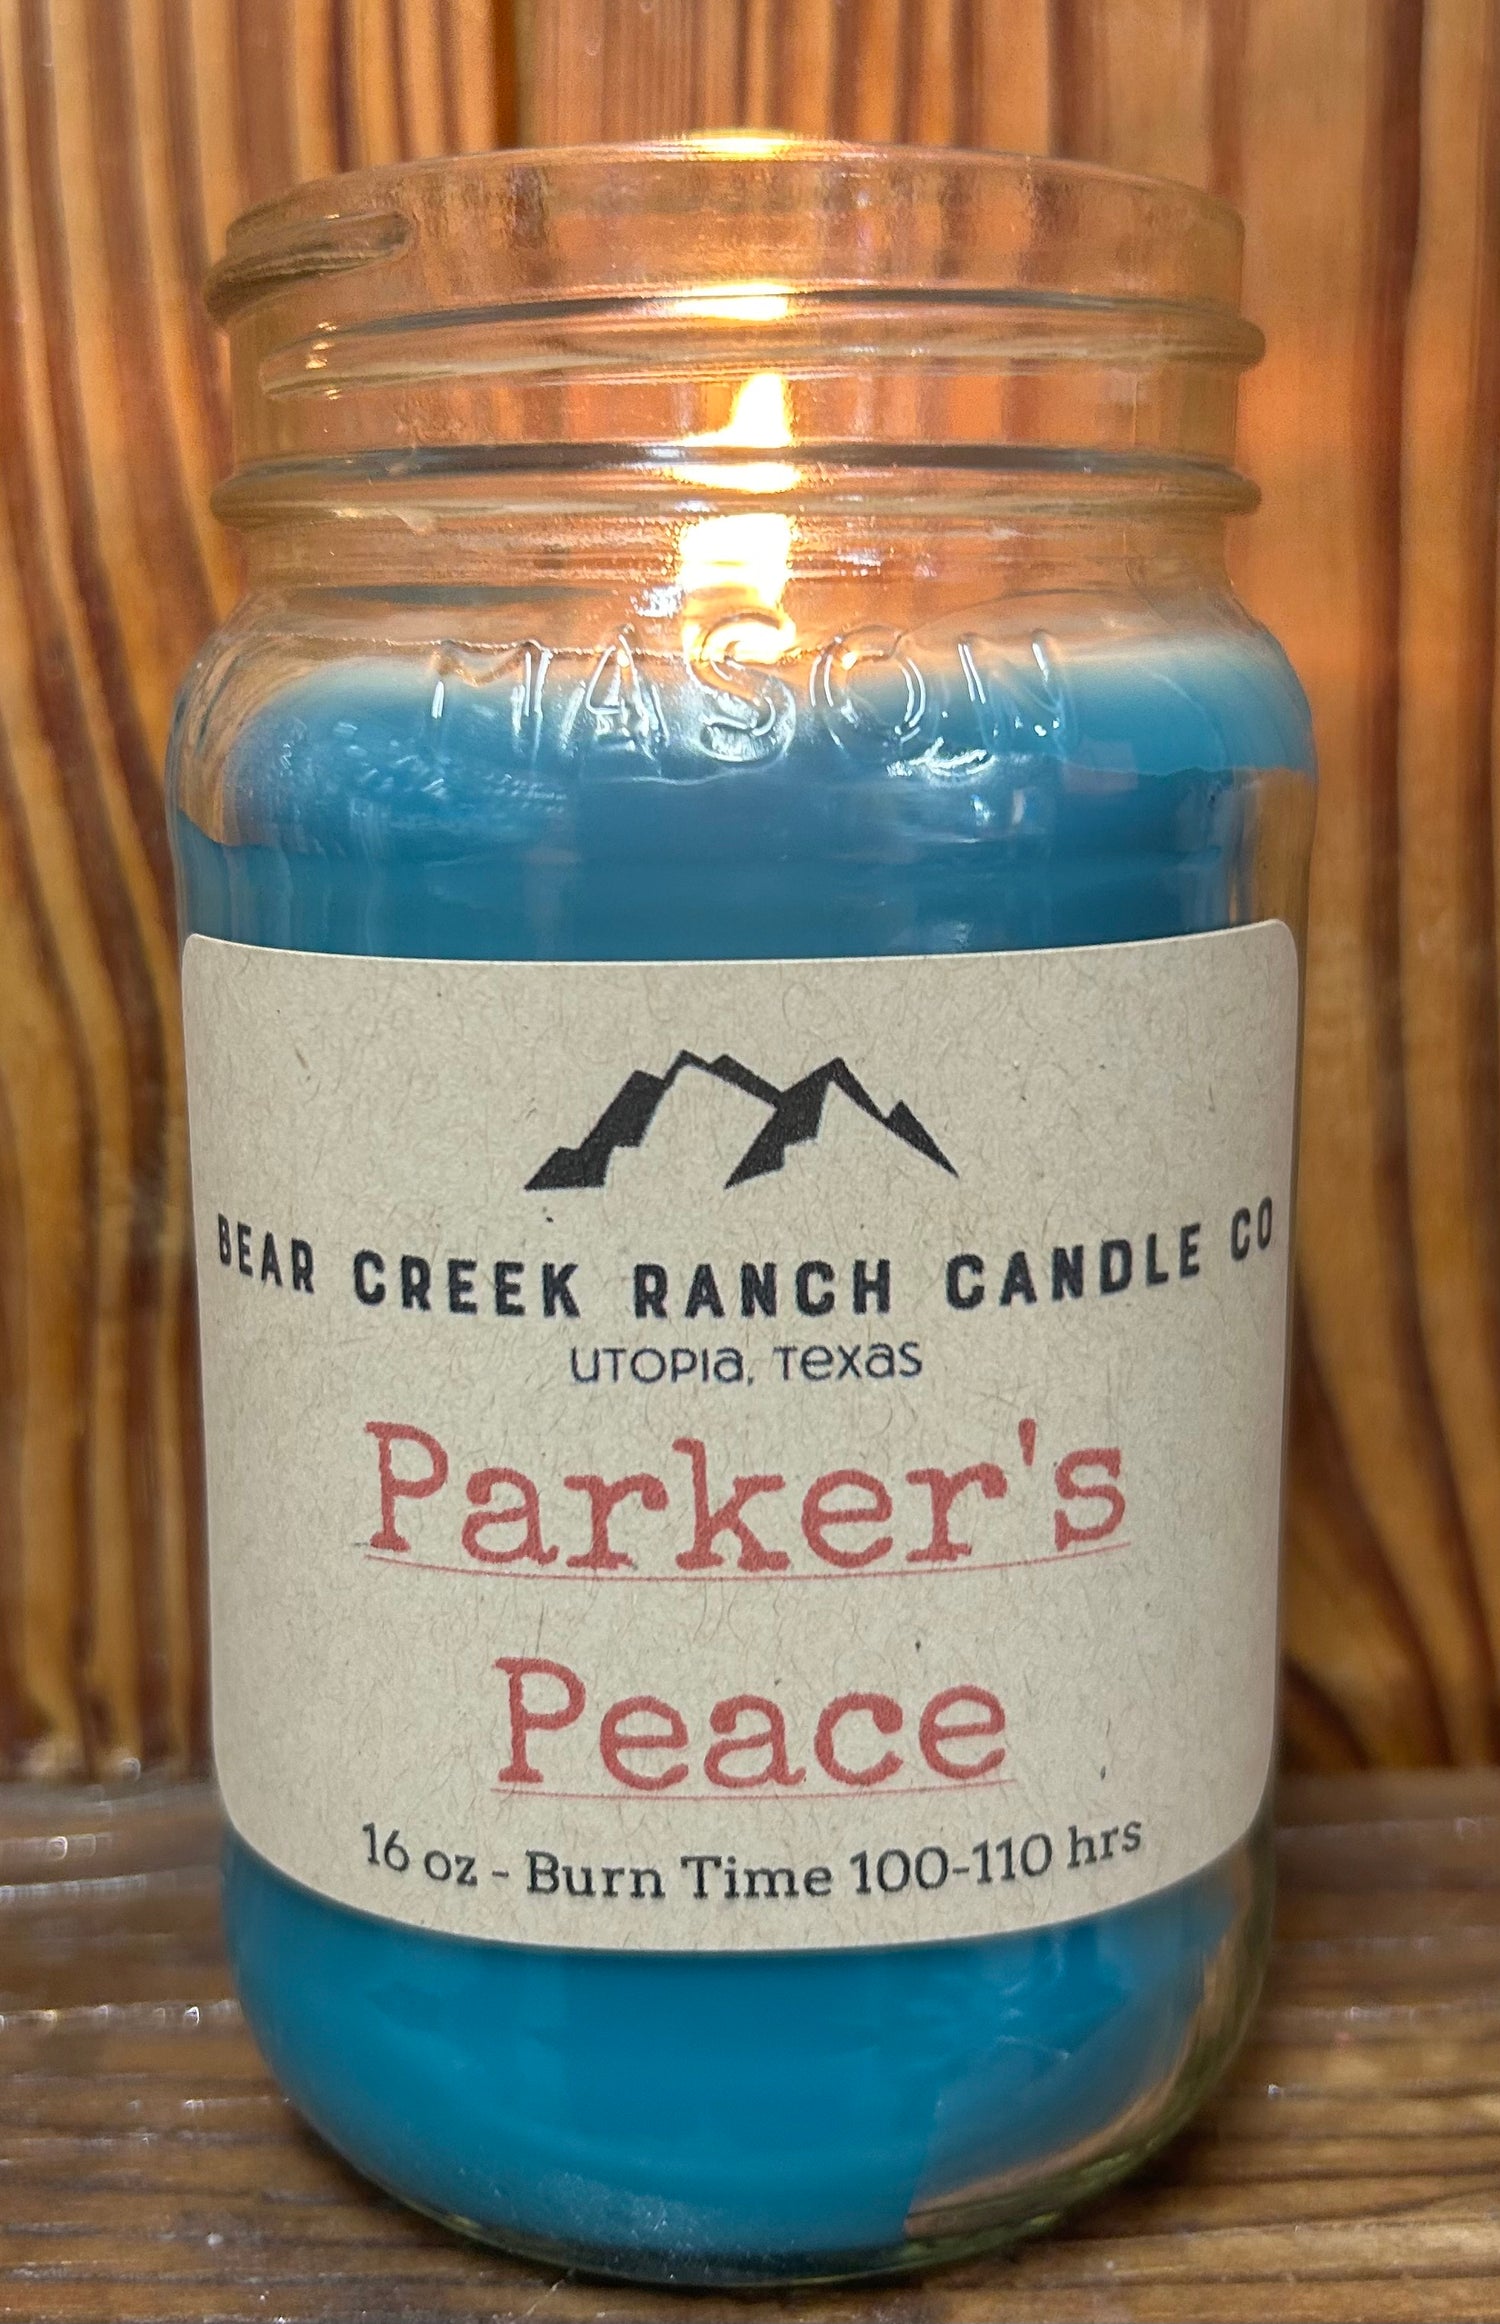 MASON
BEAR CREEK RANCH CANDLE CO
UTOPIA, TEXAS
Parker's
Peace
16 oz - Burn Time 100-110 hrs